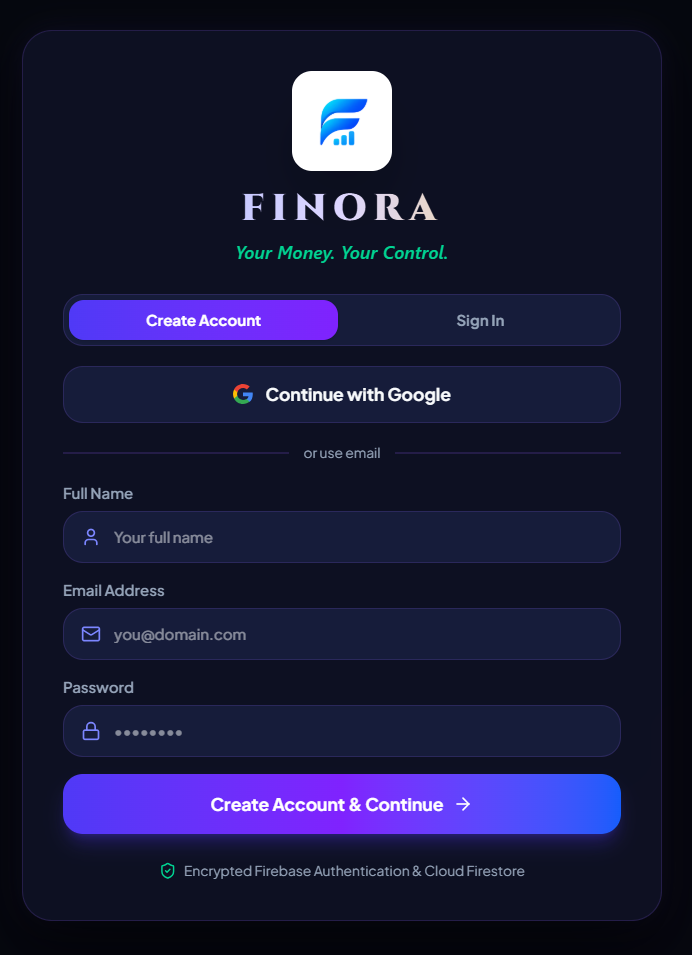 FINORA
Your Money. Your Control.
Create Account
Sign In
Continue with Google
or use email
Full Name
Your full name
Email Address
you@domain.com
Password
••••••••
Create Account & Continue →
Encrypted Firebase Authentication & Cloud Firestore